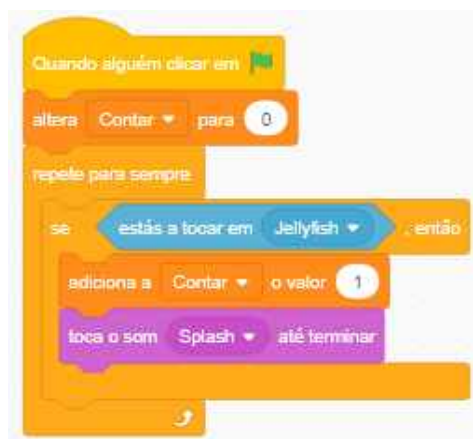 Quando alguém clicar em
altera Contar para 0
repete para sempre
se estás a tocar em Jellyfish , então
adiciona a Contar o valor 1
toca o som Splash até terminar